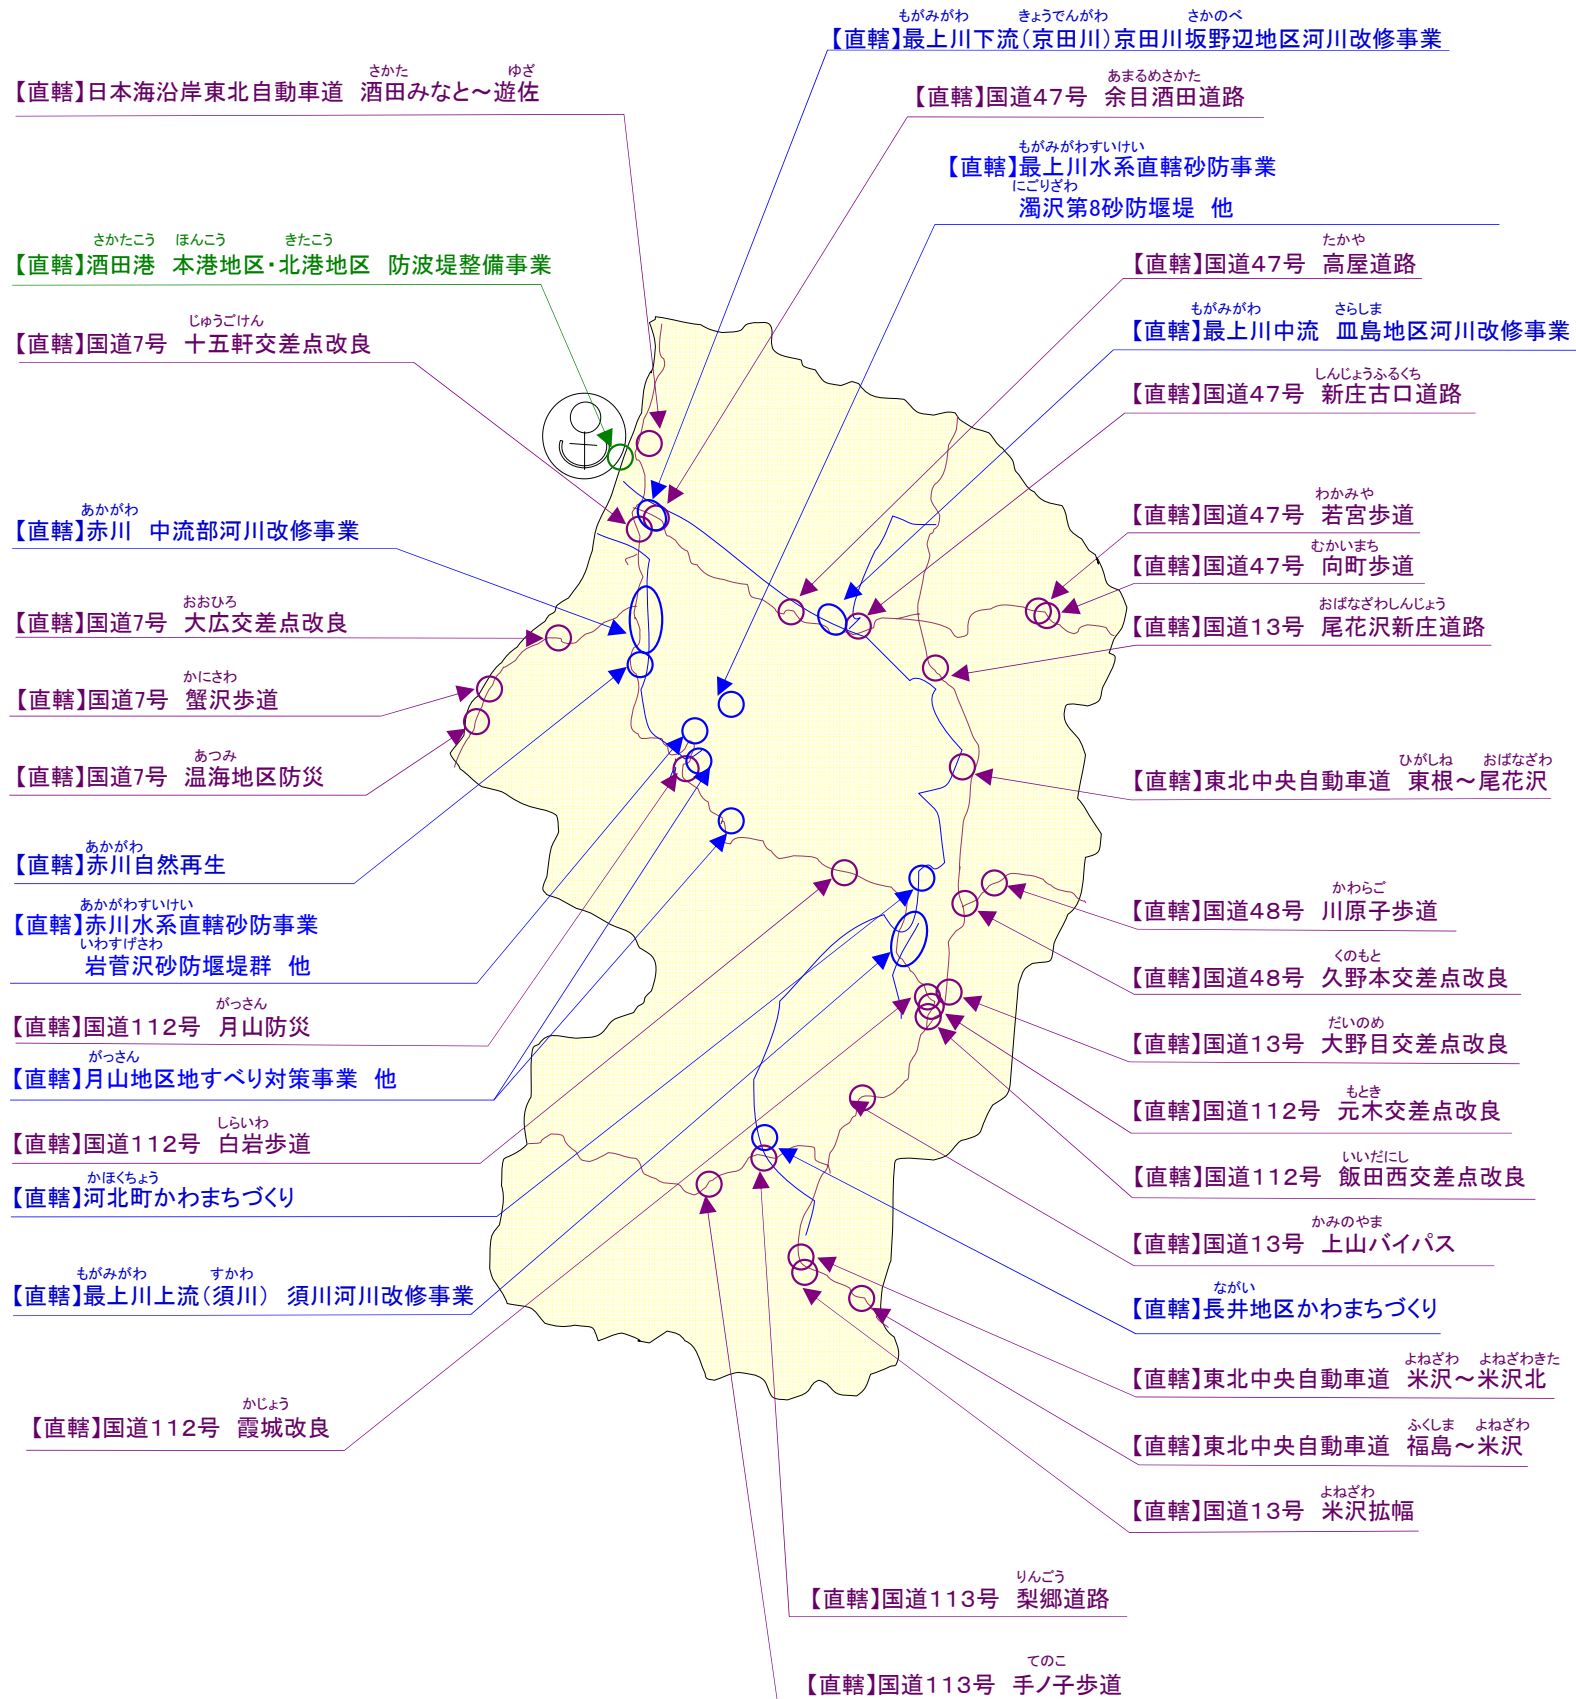 もがみがわ きょうでんがわ さかのべ
【直轄】最上川下流(京田川)京田川坂野辺地区河川改修事業
さかた ゆざ
【直轄】日本海沿岸東北自動車道 酒田みなと～遊佐
あまるめさかた
【直轄】国道47号 余目酒田道路
もがみがわすいけい
【直轄】最上川水系直轄砂防事業
にごりざわ
濁沢第8砂防堰堤 他
さかたこう ほんこう きたこう
【直轄】酒田港 本港地区・北港地区 防波堤整備事業
たかや
【直轄】国道47号 高屋道路
じゅうごけん
【直轄】国道7号 十五軒交差点改良
もがみがわ さらしま
【直轄】最上川中流 皿島地区河川改修事業
しんじょうふるくち
【直轄】国道47号 新庄古口道路
あかがわ
【直轄】赤川 中流部河川改修事業
わかみや
【直轄】国道47号 若宮歩道
むかいまち
【直轄】国道47号 向町歩道
おおひろ
【直轄】国道7号 大広交差点改良
おばなざわしんじょう
【直轄】国道13号 尾花沢新庄道路
かにさわ
【直轄】国道7号 蟹沢歩道
あつみ
【直轄】国道7号 温海地区防災
ひがしね おばなざわ
【直轄】東北中央自動車道 東根～尾花沢
あかがわ
【直轄】赤川自然再生
あかがわすいけい
【直轄】赤川水系直轄砂防事業
いわすげさわ
岩菅沢砂防堰堤群 他
かわらご
【直轄】国道48号 川原子歩道
くのもと
【直轄】国道48号 久野本交差点改良
がっさん
【直轄】国道112号 月山防災
だいのめ
【直轄】国道13号 大野目交差点改良
がっさん
【直轄】月山地区地すべり対策事業 他
もとき
【直轄】国道112号 元木交差点改良
しらいわ
【直轄】国道112号 白岩歩道
いいだにし
【直轄】国道112号 飯田西交差点改良
かほくちょう
【直轄】河北町かわまちづくり
かみのやま
【直轄】国道13号 上山バイパス
もがみがわ すかわ
【直轄】最上川上流(須川) 須川河川改修事業
ながい
【直轄】長井地区かわまちづくり
よねざわ よねざわきた
【直轄】東北中央自動車道 米沢～米沢北
かじょう
【直轄】国道112号 霞城改良
ふくしま よねざわ
【直轄】東北中央自動車道 福島～米沢
よねざわ
【直轄】国道13号 米沢拡幅
りんごう
【直轄】国道113号 梨郷道路
てのこ
【直轄】国道113号 手ノ子歩道